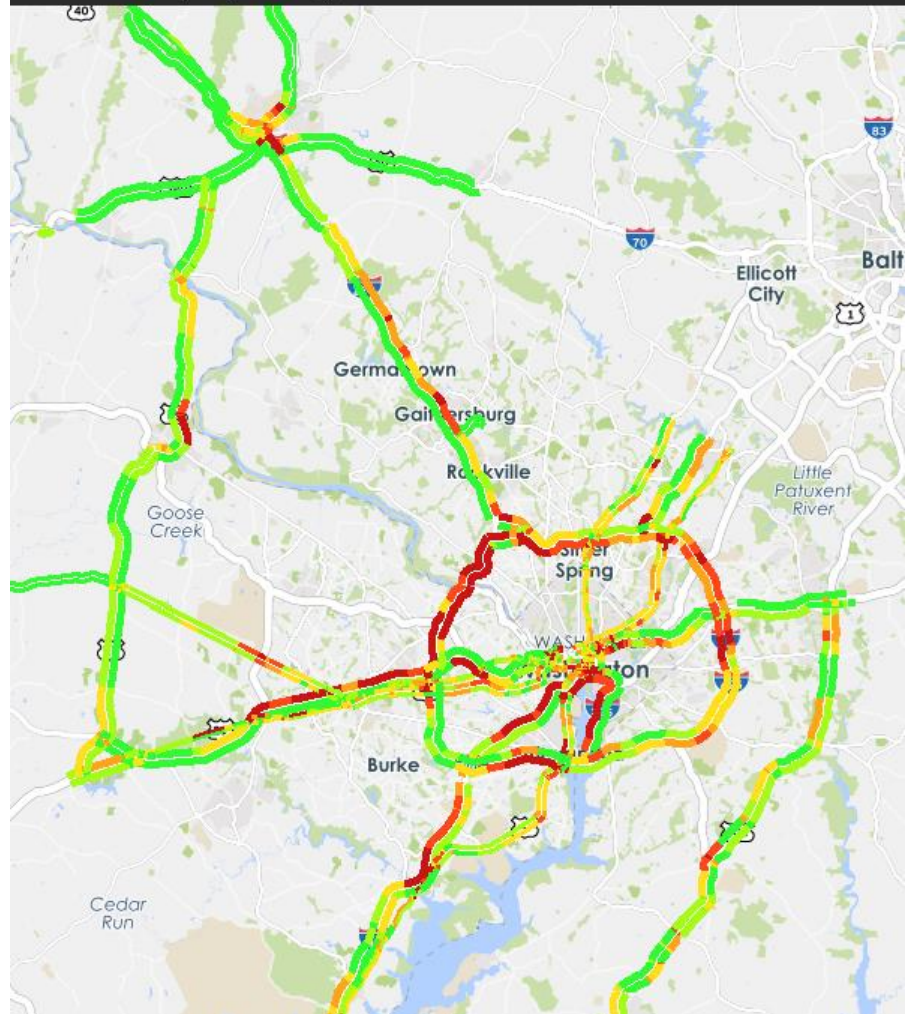 40
83
70
Ellicott
City
Balt
1
Germantown
Gaithersburg
Rockville
Goose
Creek
Little
Patuxent
River
Silver
Spring
Washington
Burke
Cedar
Run